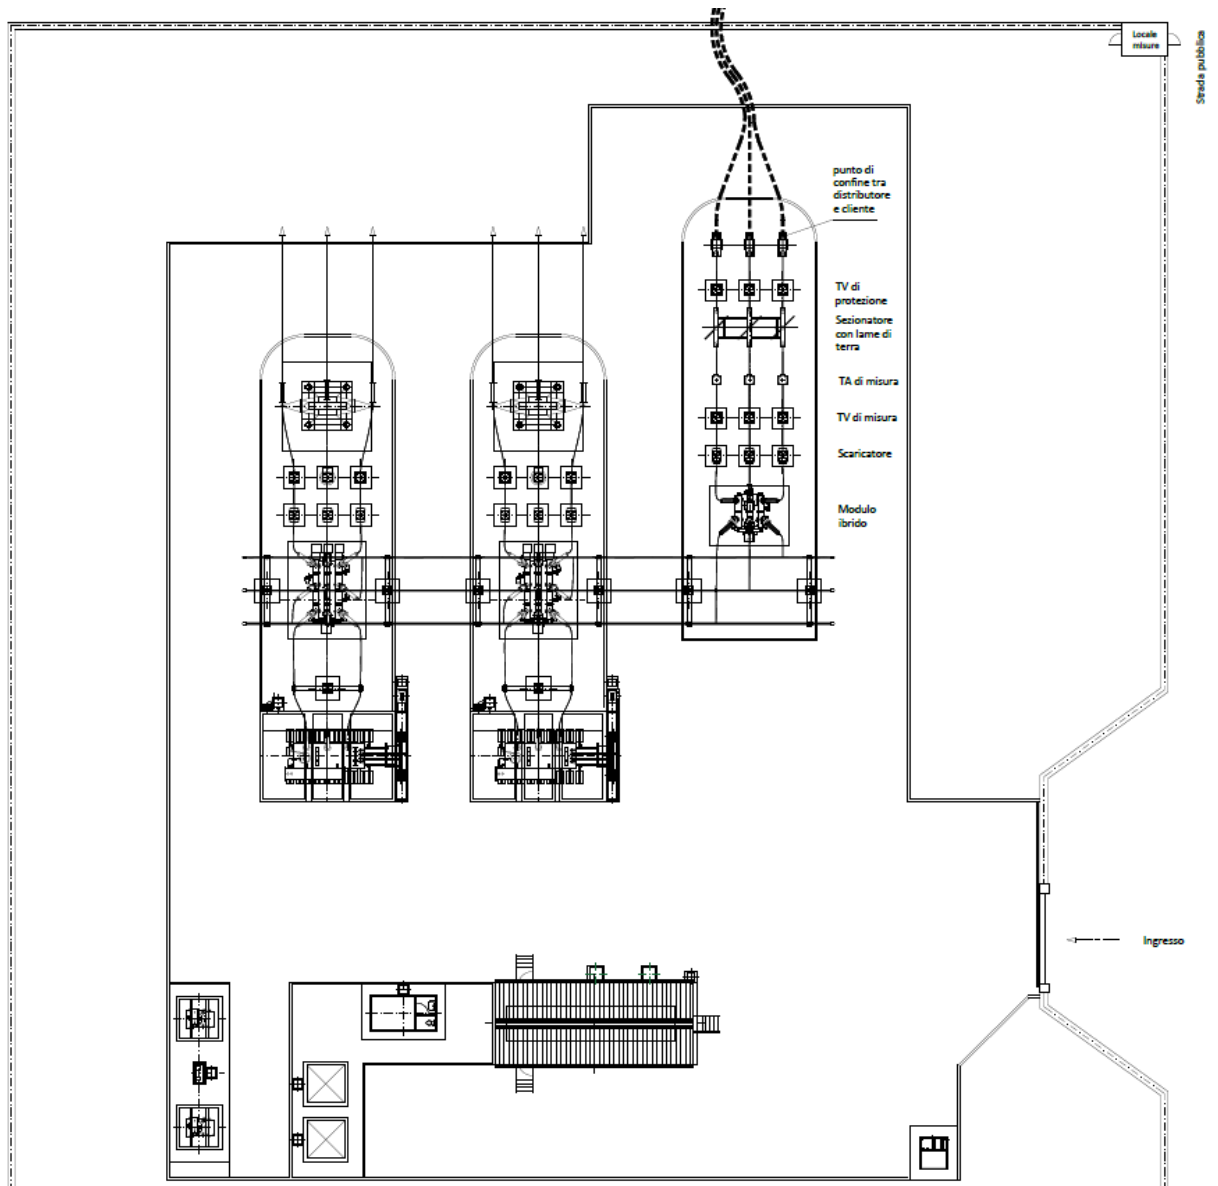 Locale
misure
Strada pubblica
punto di
confine tra
distributore
e cliente
TV di
protezione
Sezionatore
con lame di
terra
TA di misura
TV di misura
Scaricatore
Modulo
ibrido
Ingresso